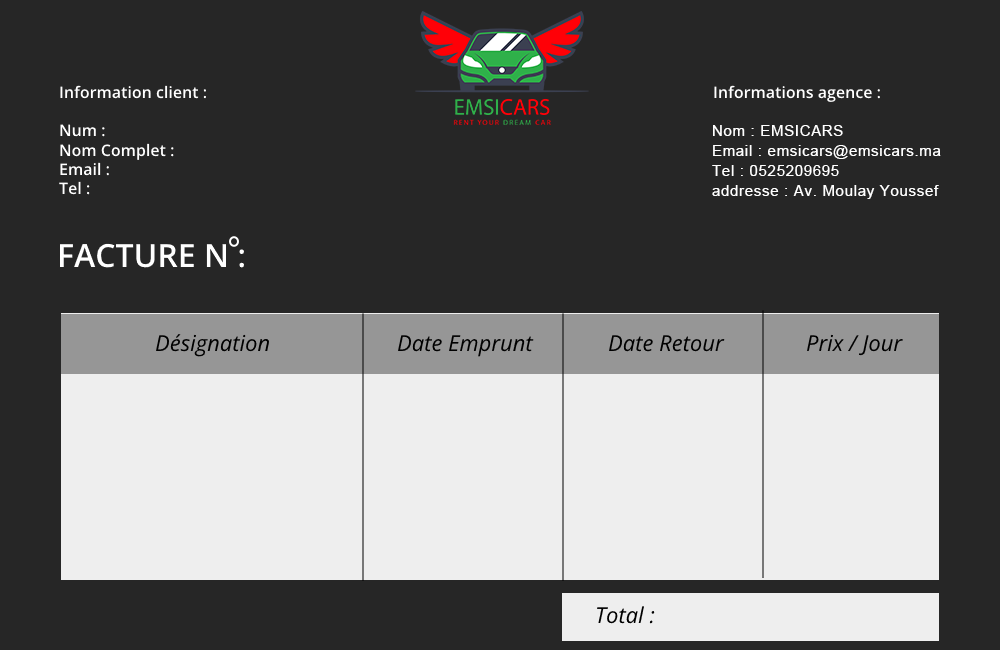 EMSICARS
RENT YOUR DREAM CAR
Information client :
Num :
Nom Complet :
Email :
Tel :
Informations agence :
Nom : EMSICARS
Email : emsicars@emsicars.ma
Tel : 0525209695
addresse : Av. Moulay Youssef
FACTURE N°:
Désignation
Date Emprunt
Date Retour
Prix / Jour
Total :